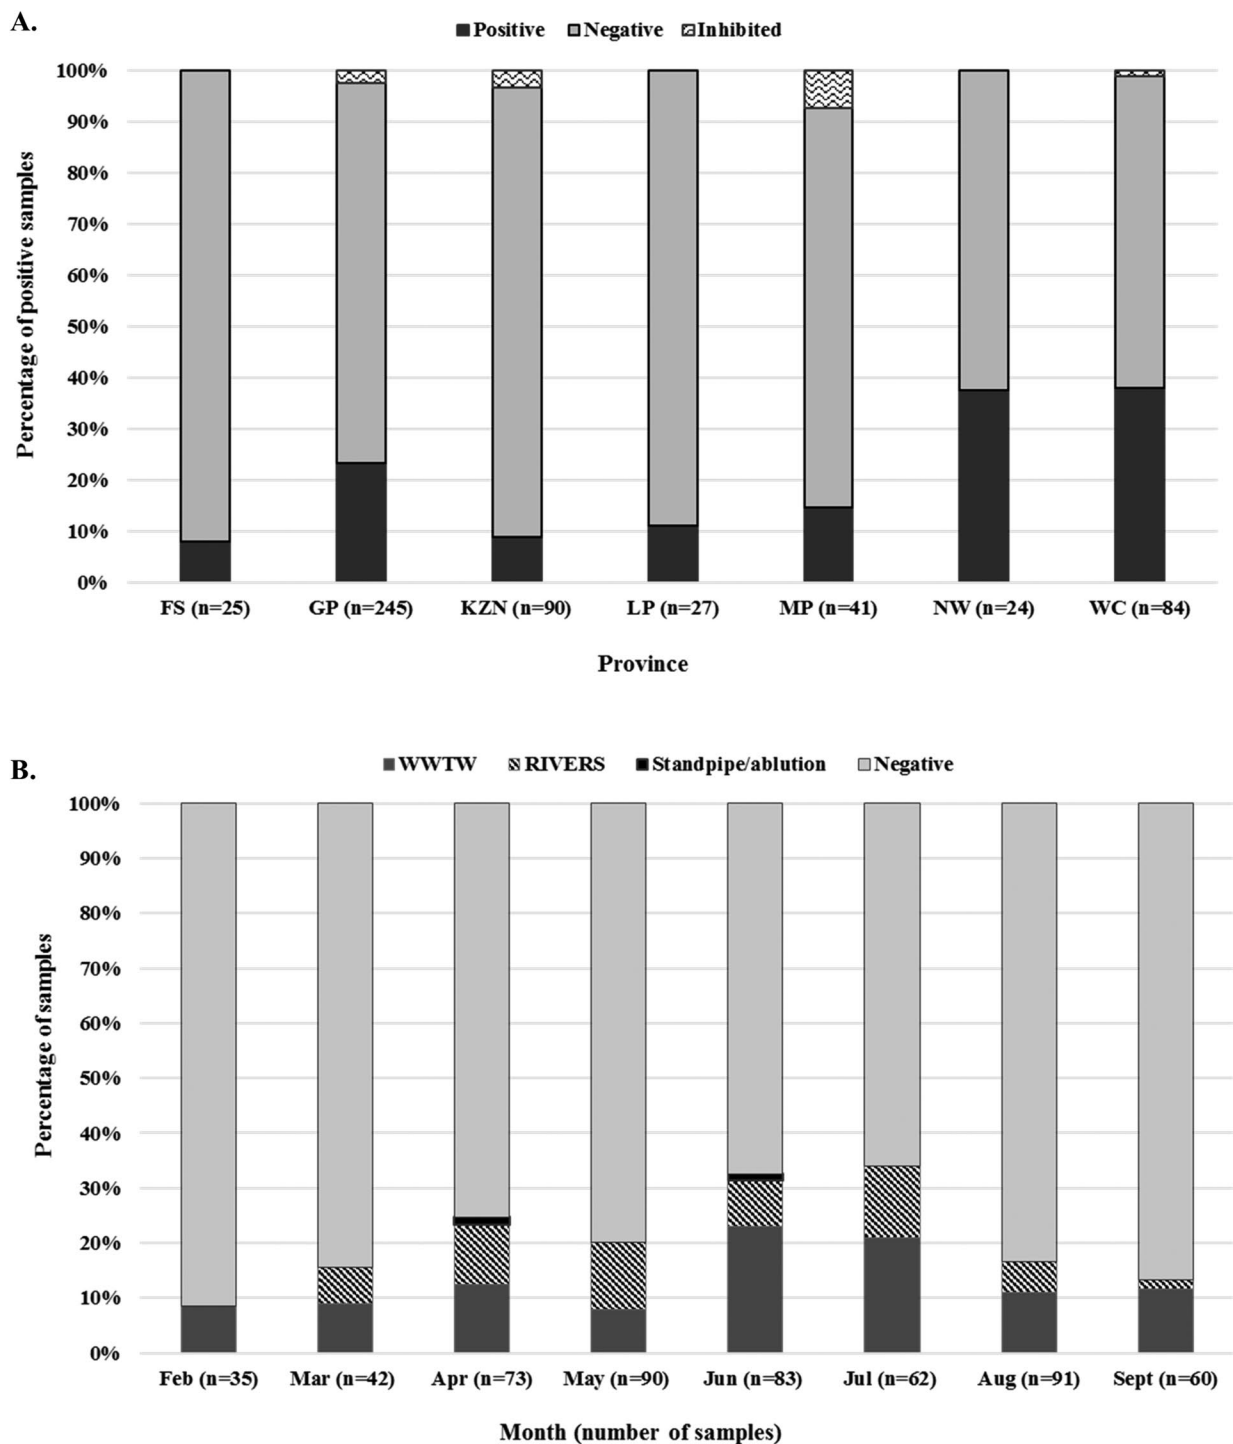 A.
Positive Negative Inhibited
100%
90%
80%
70%
60%
50%
40%
30%
20%
10%
0%
Percentage of positive samples
FS (n=25) GP (n=245) KZN (n=90) LP (n=27) MP (n=41) NW (n=24) WC (n=84)
Province
B.
WWTW RIVERS Standpipe/ablution Negative
100%
90%
80%
70%
60%
50%
40%
30%
20%
10%
0%
Percentage of samples
Feb (n=35) Mar (n=42) Apr (n=73) May (n=90) Jun (n=83) Jul (n=62) Aug (n=91) Sept (n=60)
Month (number of samples)